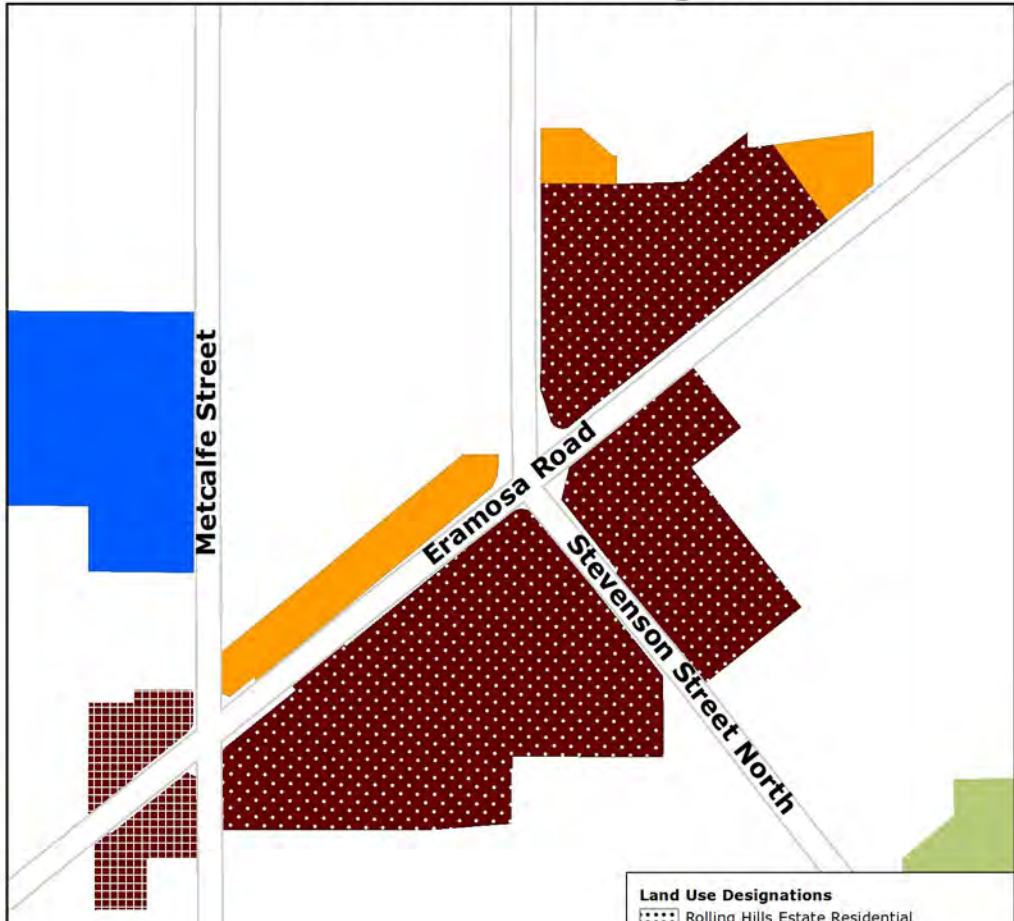 Metcalfe Street
Eramosa Road
Stevenson Street North
Land Use Designations
Rolling Hills Estate Residential